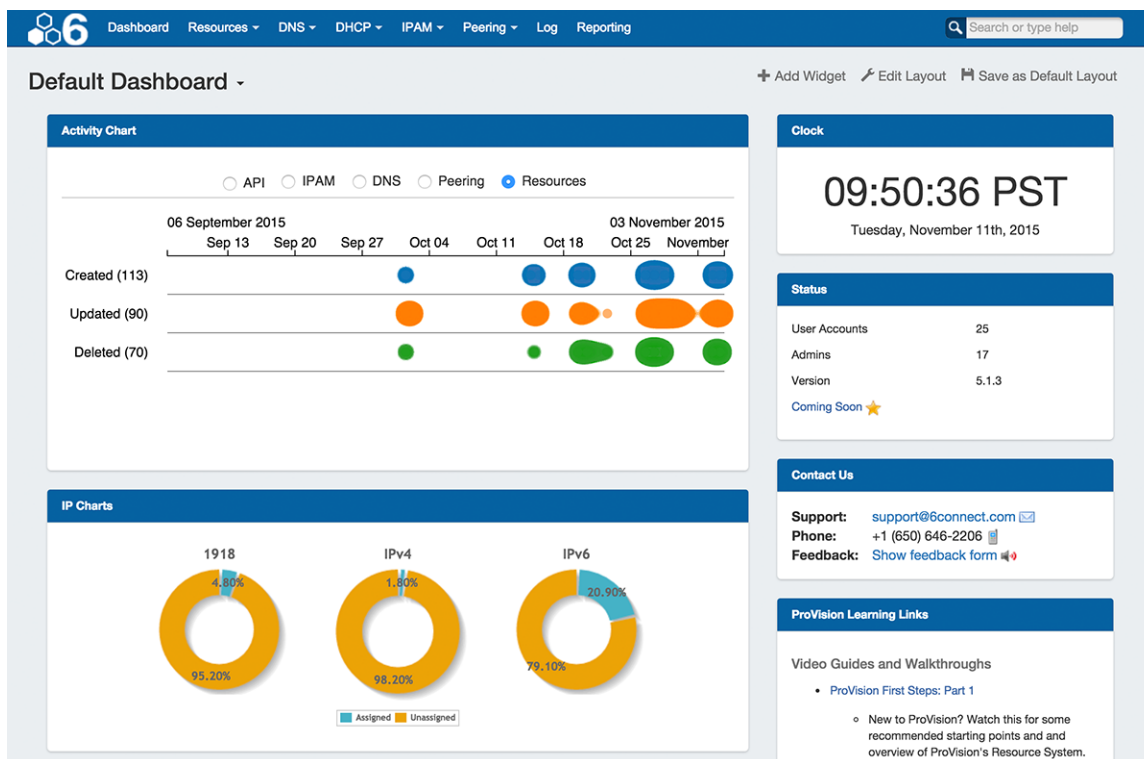 6
Dashboard Resources DNS DHCP IPAM Peering Log Reporting
Search or type help
Default Dashboard
Add Widget Edit Layout Save as Default Layout
Activity Chart
API IPAM DNS Peering Resources
06 September 2015 03 November 2015
Sep 13 Sep 20 Sep 27 Oct 04 Oct 11 Oct 18 Oct 25 November
Created (113)
Updated (90)
Deleted (70)
IP Charts
1918 IPv4 IPv6
4.80% 1.80% 20.90%
95.20% 98.20% 79.10%
Assigned Unassigned
Clock
09:50:36 PST
Tuesday, November 11th, 2015
Status
User Accounts 25
Admins 17
Version 5.1.3
Coming Soon
Contact Us
Support: support@6connect.com
Phone: +1 (650) 646-2206
Feedback: Show feedback form
ProVision Learning Links
Video Guides and Walkthroughs
• ProVision First Steps: Part 1
New to ProVision? Watch this for some
recommended starting points and and
overview of ProVision's Resource System.